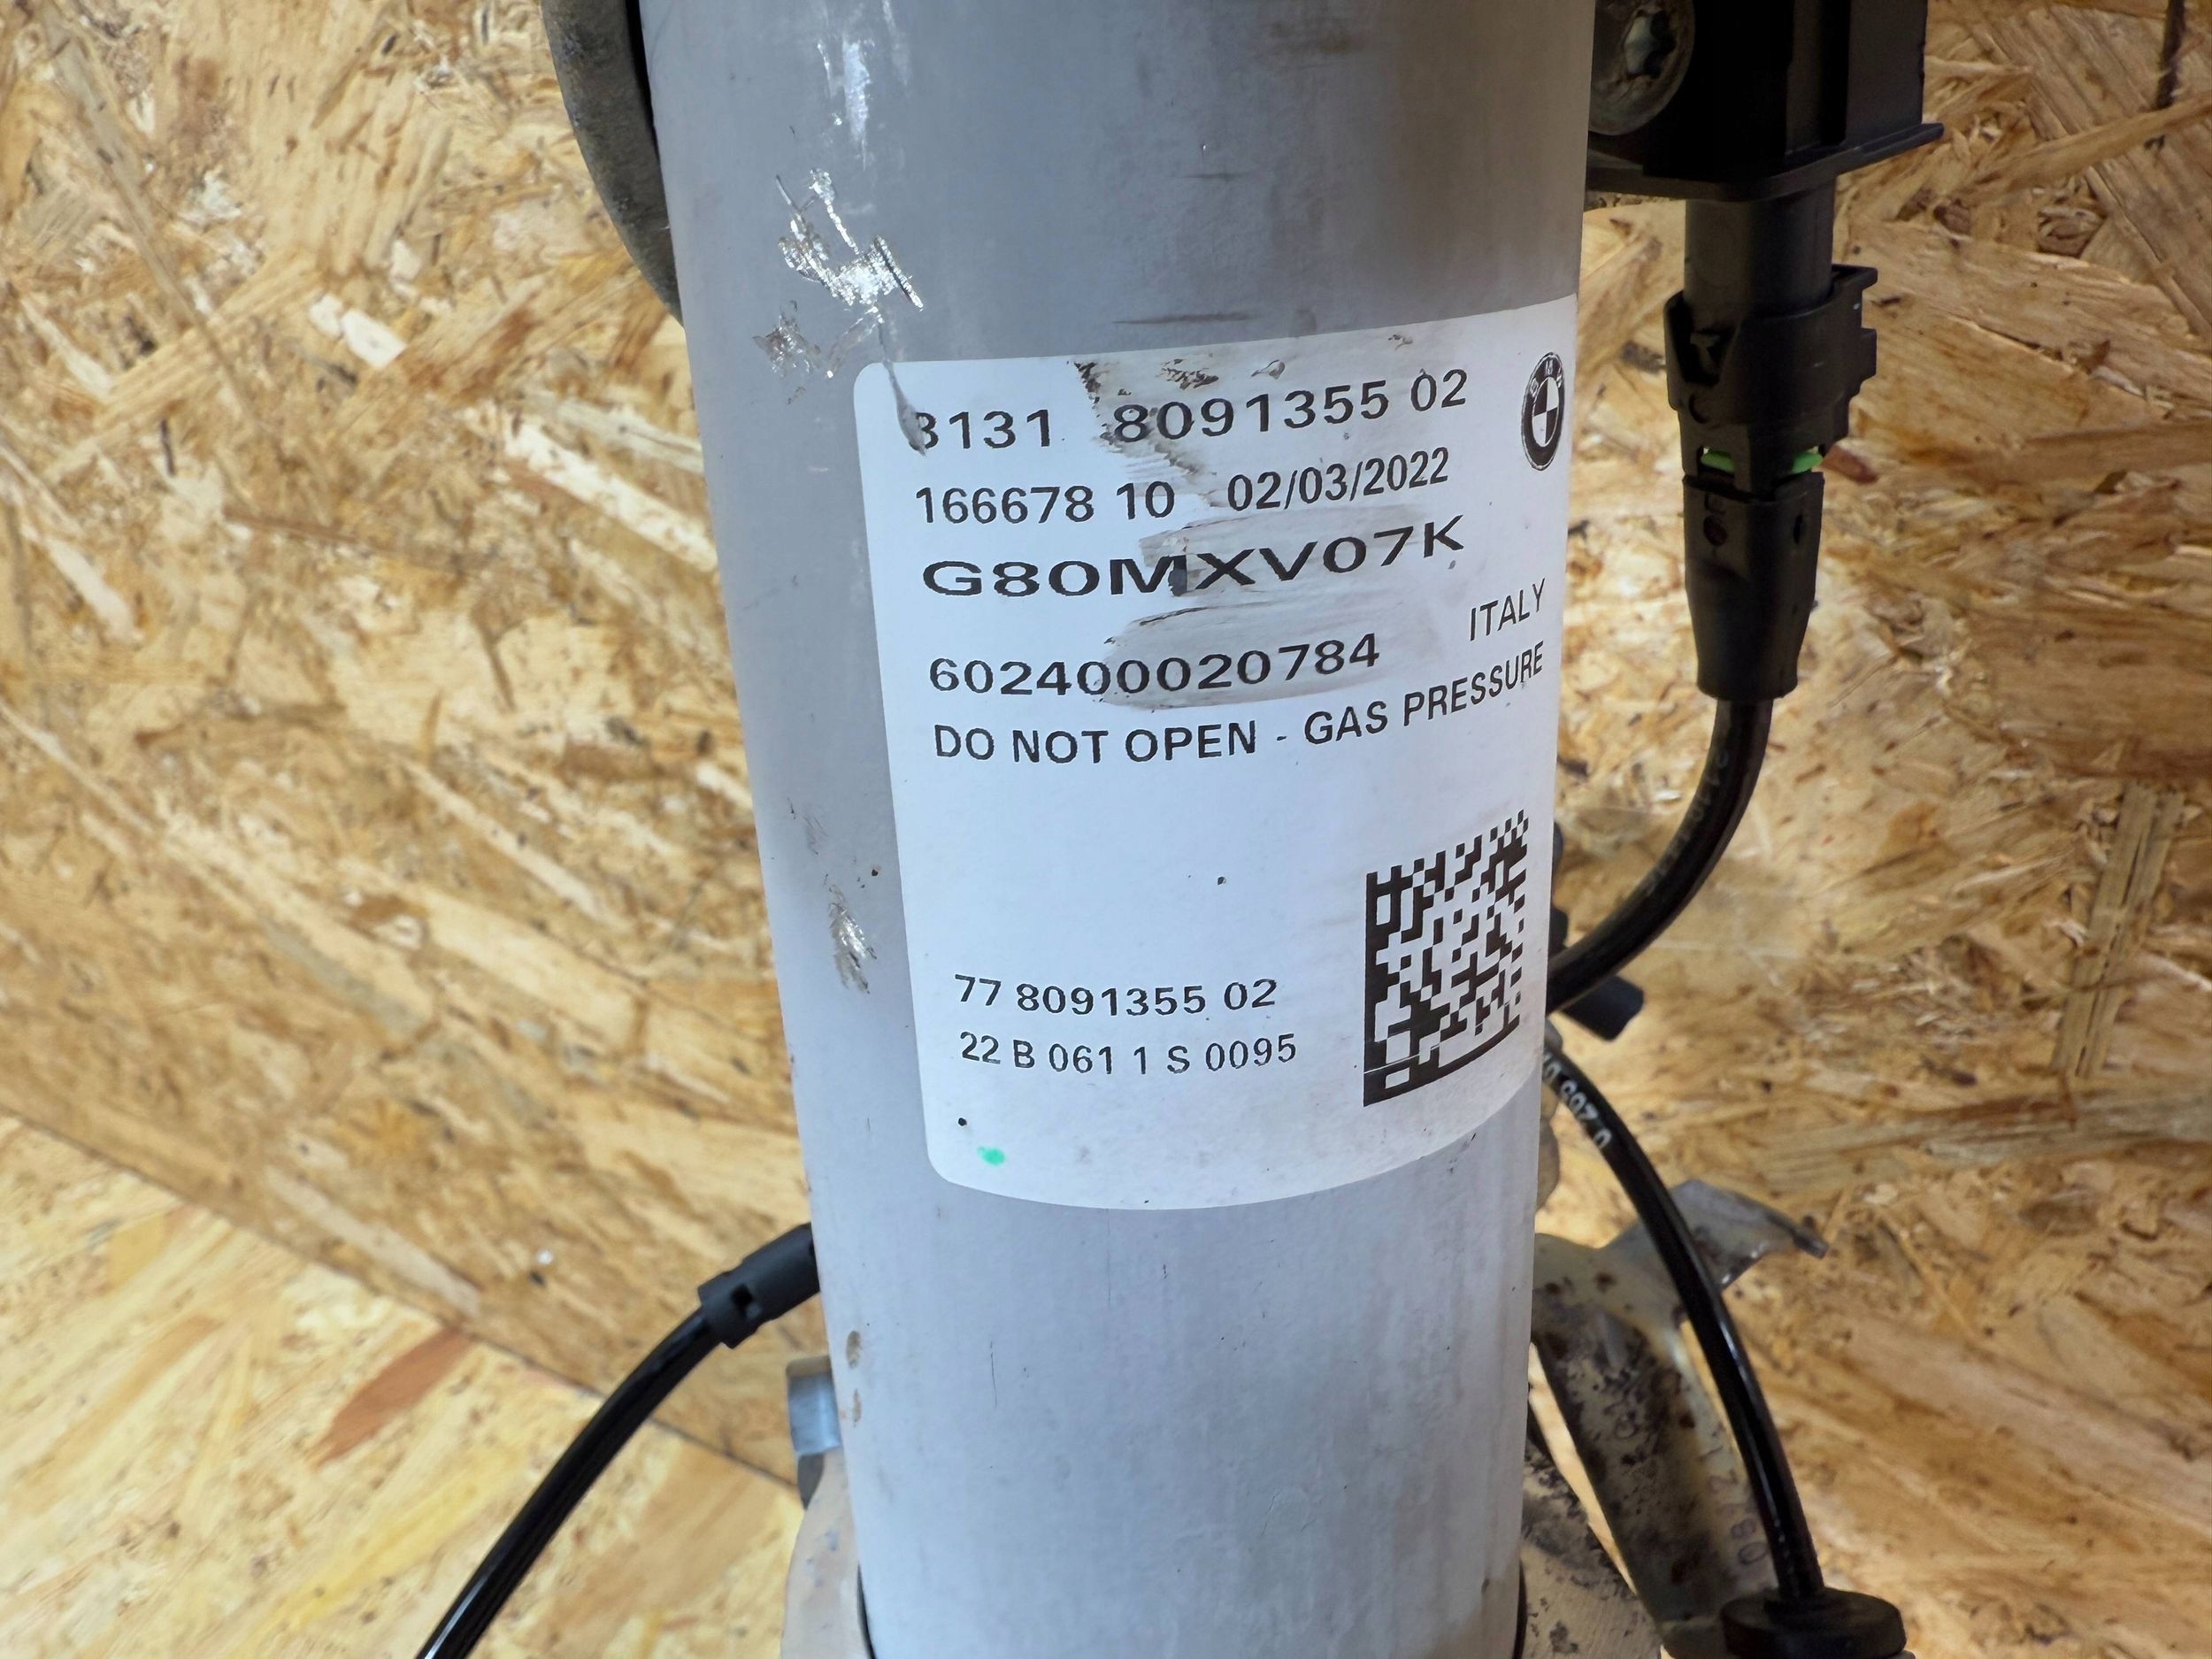 3131 8091355 02
BMW
166678 10 02/03/2022
G80MXV07K
ITALY
602400020784
DO NOT OPEN - GAS PRESSURE
77 8091355 02
22 B 061 1 S 0095